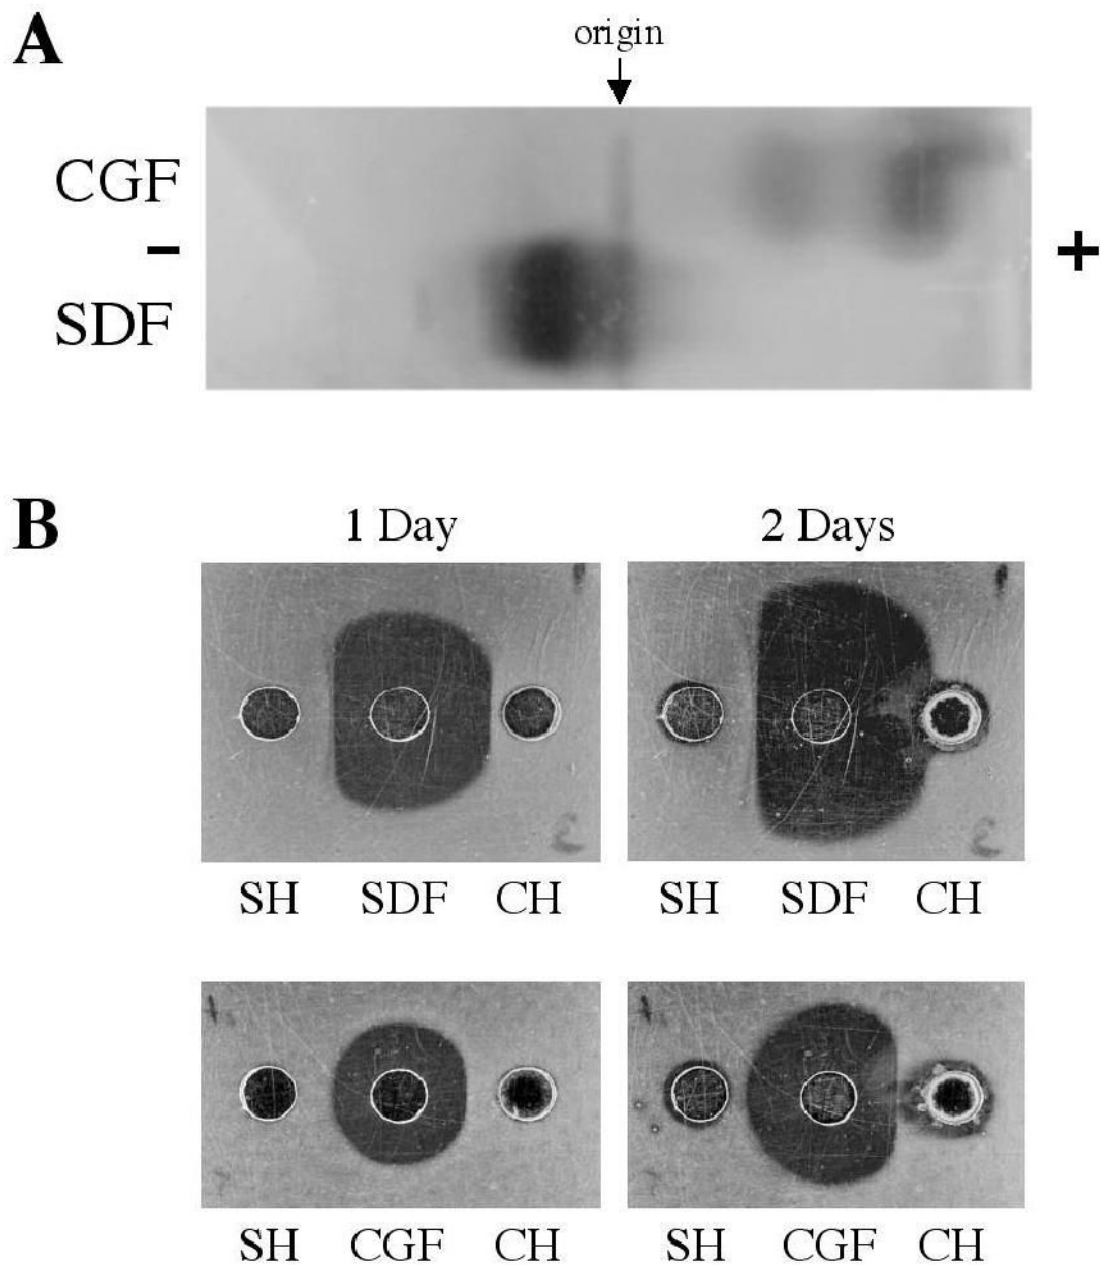 A
origin
CGF
− +
SDF
B
1 Day 2 Days
SH SDF CH SH SDF CH
SH CGF CH SH CGF CH